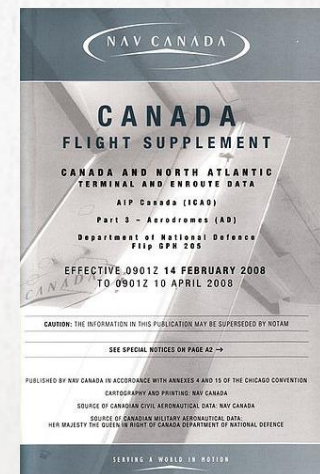 NAV CANADA
CANADA
FLIGHT SUPPLEMENT
CANADA AND NORTH ATLANTIC
TERMINAL AND ENROUTE DATA
AIP Canada (ICAO)
Part 3 – Aerodromes (AD)
Department of National Defence
Flip GPH 205
EFFECTIVE 0901Z 14 FEBRUARY 2008
TO 0901Z 10 APRIL 2008
CANADA
CAUTION: THE INFORMATION IN THIS PUBLICATION MAY BE SUPERSEDED BY NOTAM
SEE SPECIAL NOTICES ON PAGE A2 →
PUBLISHED BY NAV CANADA IN ACCORDANCE WITH ANNEXES 4 AND 15 OF THE CHICAGO CONVENTION
CARTOGRAPHY AND PRINTING: NAV CANADA
SOURCE OF CANADIAN CIVIL AERONAUTICAL DATA: NAV CANADA
SOURCE OF CANADIAN MILITARY AERONAUTICAL DATA:
HER MAJESTY THE QUEEN IN RIGHT OF CANADA DEPARTMENT OF NATIONAL DEFENCE
SERVING A WORLD IN MOTION